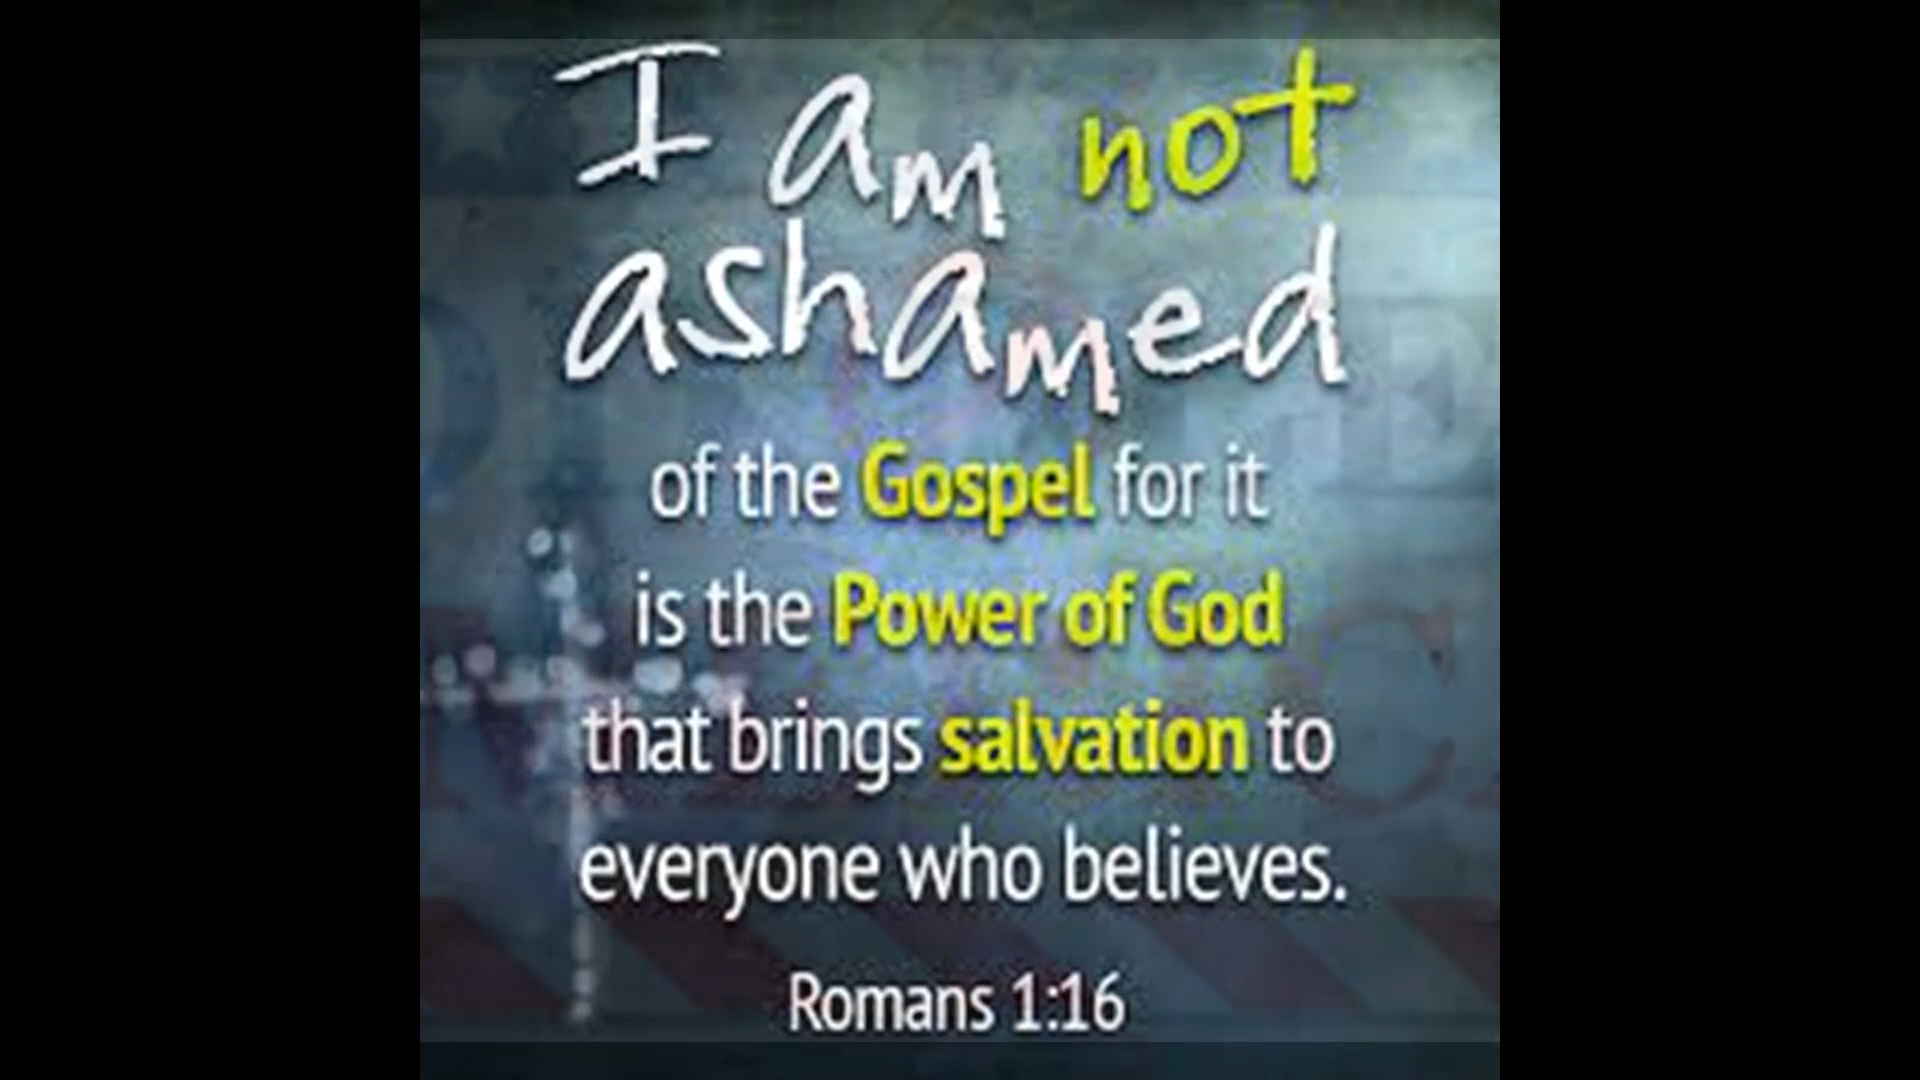 I am not
ashamed
of the Gospel for it
is the Power of God
that brings salvation to
everyone who believes.
Romans 1:16